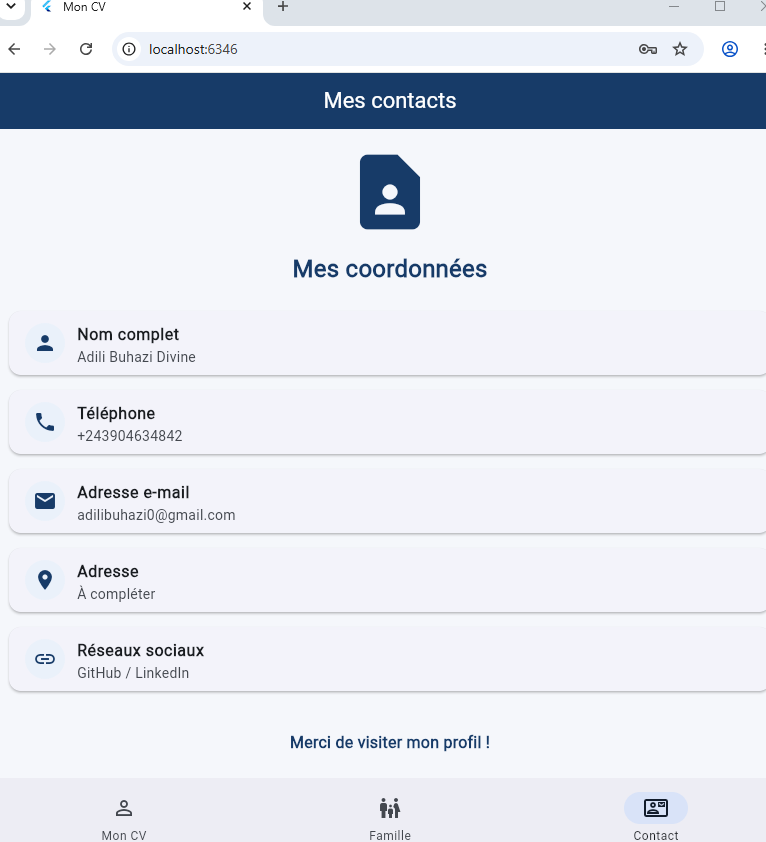 Mon CV
localhost:6346
Mes contacts
Mes coordonnées
Nom complet
Adili Buhazi Divine
Téléphone
+243904634842
Adresse e-mail
adilibuhazi0@gmail.com
Adresse
À compléter
Réseaux sociaux
GitHub / LinkedIn
Merci de visiter mon profil !
Mon CV
Famille
Contact